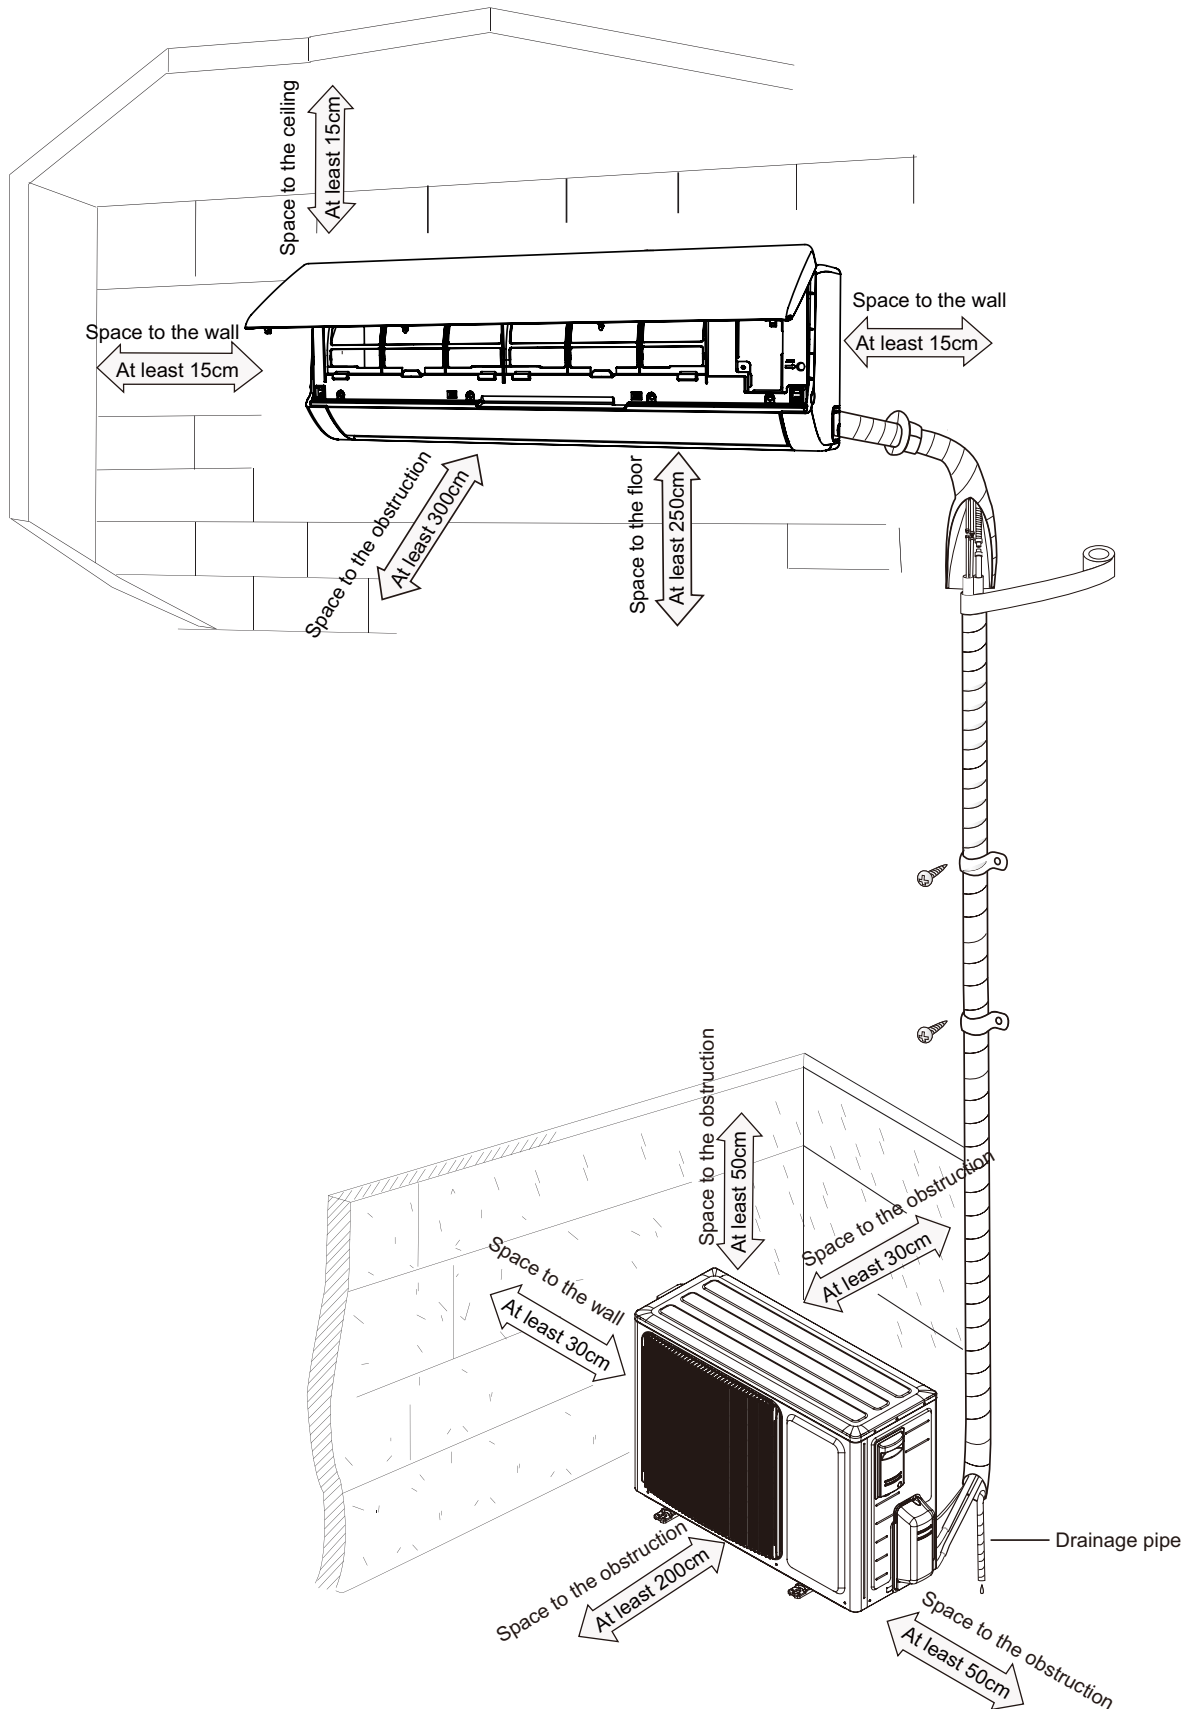 Space to the ceiling
At least 15cm
Space to the wall
At least 15cm
Space to the wall
At least 15cm
Space to the obstruction
At least 300cm
Space to the floor
At least 250cm
Space to the obstruction
At least 50cm
Space to the obstruction
At least 30cm
Space to the wall
At least 30cm
Space to the obstruction
At least 200cm
Drainage pipe
Space to the obstruction
At least 50cm